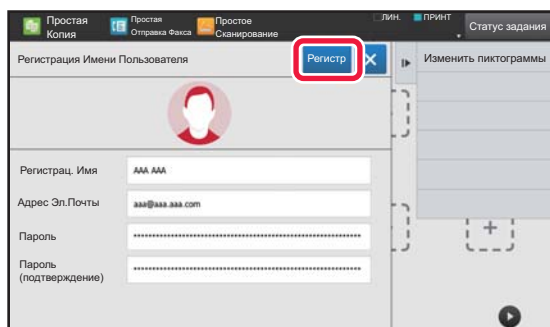 Простая
Копия
Простая
Отправка Факса
Простое
Сканирование
ЛИН.
ПРИНТ
Статус задания
Регистрация Имени Пользователя
Регистр
Изменить пиктограммы
Регистрац. Имя
AAA AAA
Адрес Эл.Почты
aaa@aaa.aaa.com
Пароль
Пароль
(подтверждение)